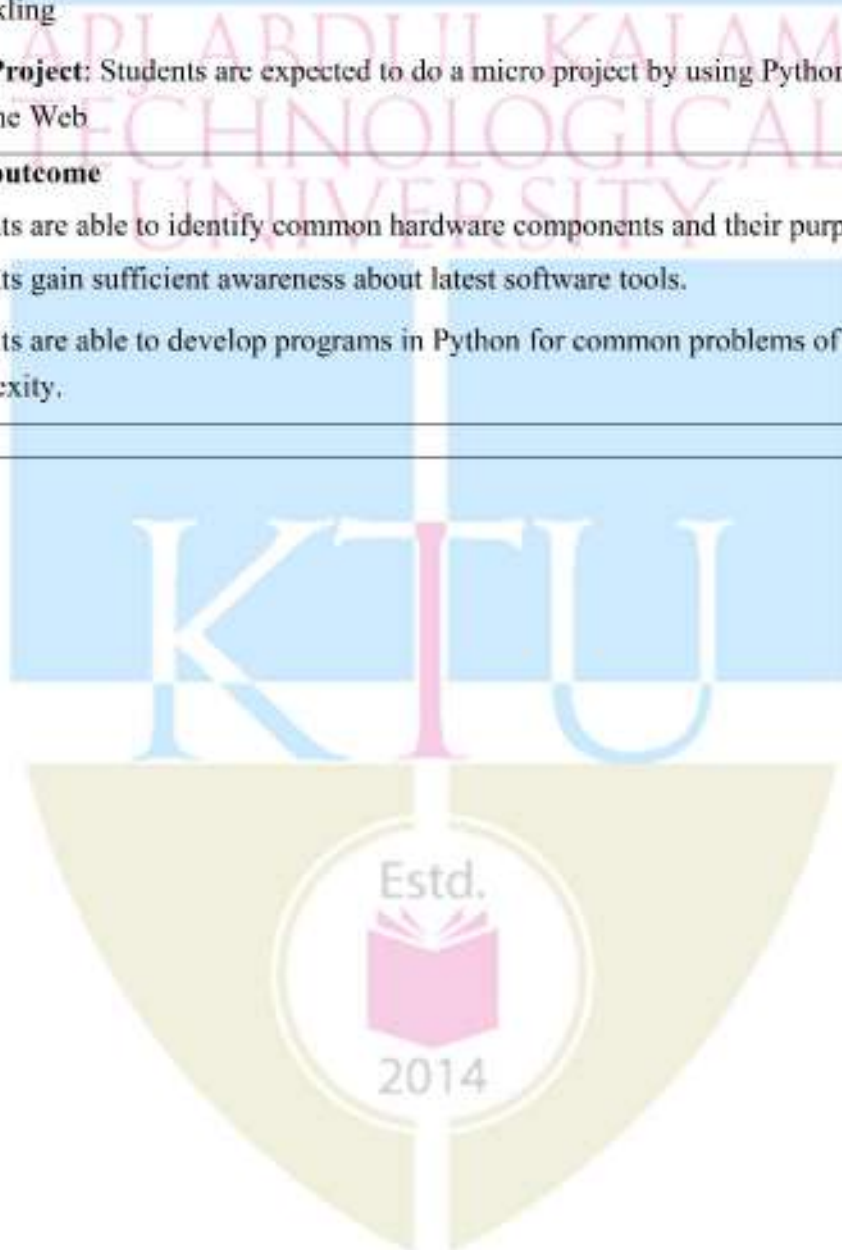 kling
APJ ABDUL KALAM
Project: Students are expected to do a micro project by using Python
ne Web
TECHNOLOGICAL
outcome
UNIVERSITY
ts are able to identify common hardware components and their purp
ts gain sufficient awareness about latest software tools.
ts are able to develop programs in Python for common problems of
exity.
KTU
Estd.
2014